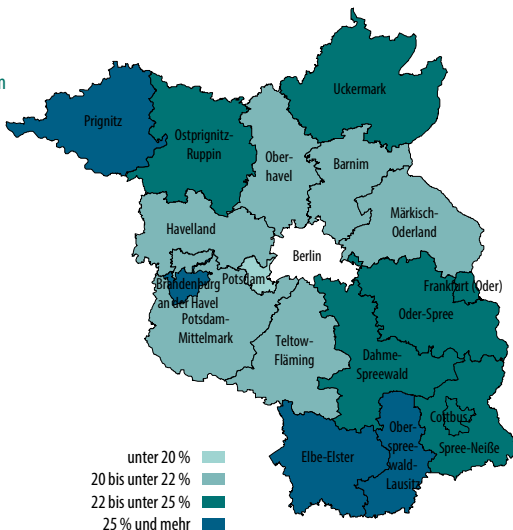 n
Uckermark
Prignitz
Ostprignitz-
Ruppin
Ober-
havel
Barnim
Märkisch-
Oderland
Havelland
Berlin
Potsdam
Brandenburg
an der Havel
Frankfurt (Oder)
Oder-Spree
Potsdam-
Mittelmark
Teltow-
Fläming
Dahme-
Spreewald
Cottbus
Ober-
spree-
wald-
Lausitz
Spree-Neiße
Elbe-Elster
unter 20 %
20 bis unter 22 %
22 bis unter 25 %
25 % und mehr